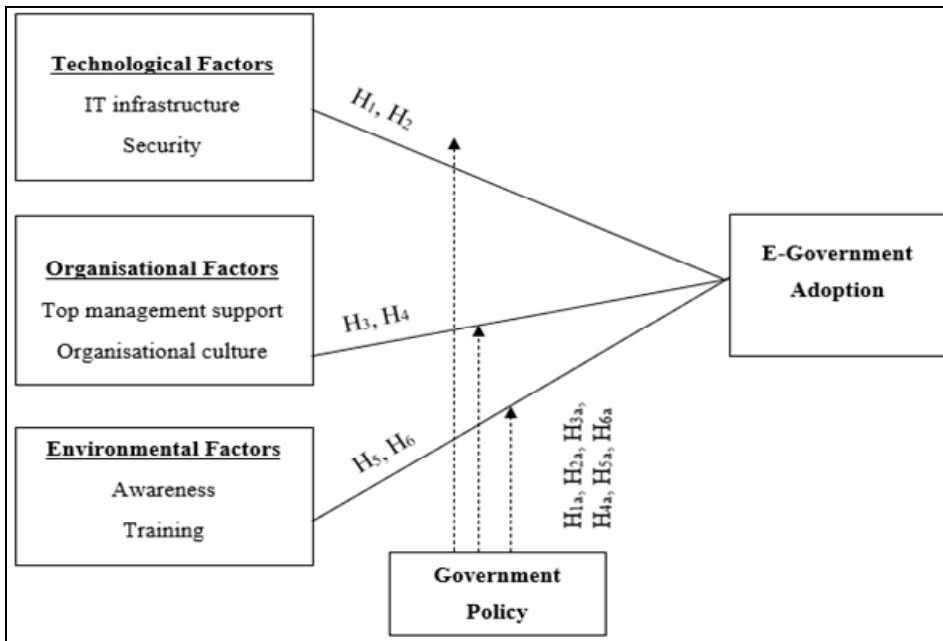 Technological Factors
IT infrastructure
Security
H1, H2
Organisational Factors
Top management support
Organisational culture
H3, H4
E-Government
Adoption
Environmental Factors
Awareness
Training
H5, H6
H1a, H2a, H3a,
H4a, H5a, H6a
Government
Policy